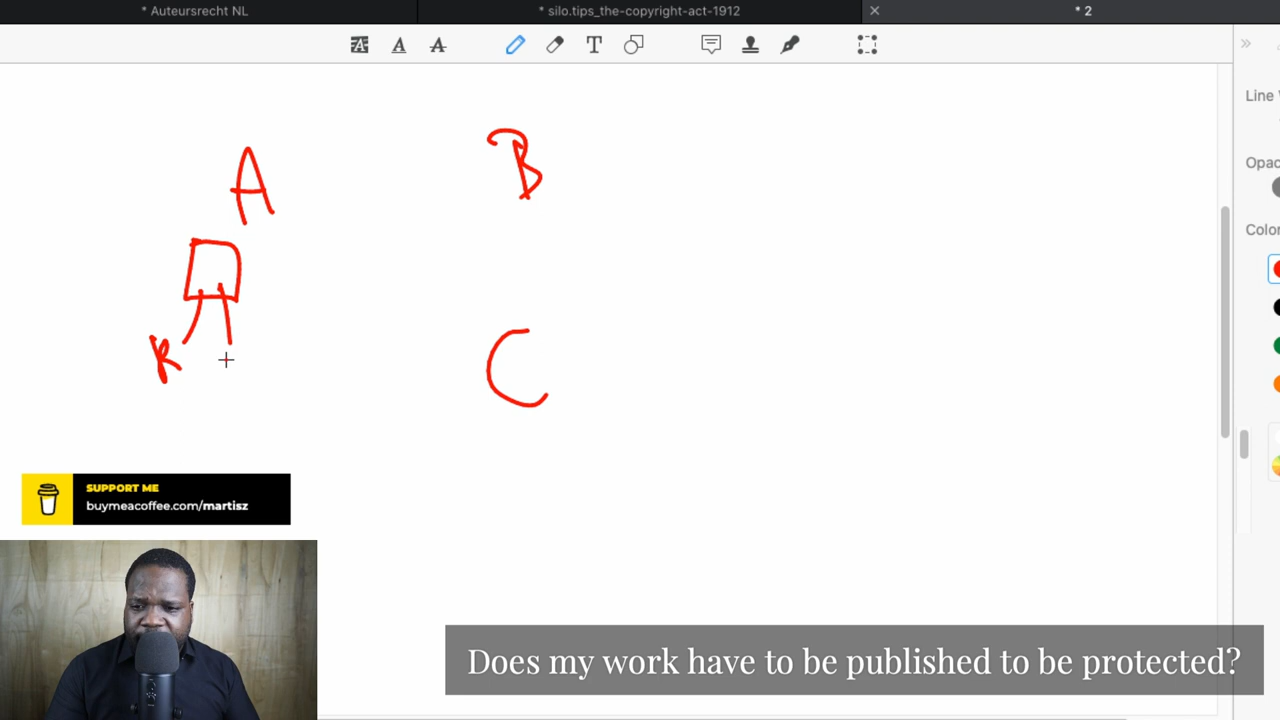 * Auteursrecht NL
* silo.tips_the-copyright-act-1912
* 2
A
A
A
T
Line
Opac
Color
A
B
R
C
SUPPORT ME
buymeacoffee.com/martisz
Does my work have to be published to be protected?